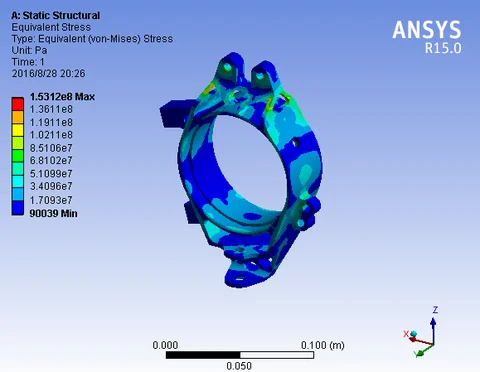 A: Static Structural
Equivalent Stress
Type: Equivalent (von-Mises) Stress
Unit: Pa
Time: 1
2016/8/28 20:26
1.5312e8 Max
1.3611e8
1.1911e8
1.0211e8
8.5106e7
6.8102e7
5.1099e7
3.4096e7
1.7093e7
90039 Min
ANSYS
R15.0
0.000
0.100 (m)
0.050
Z
X
Y